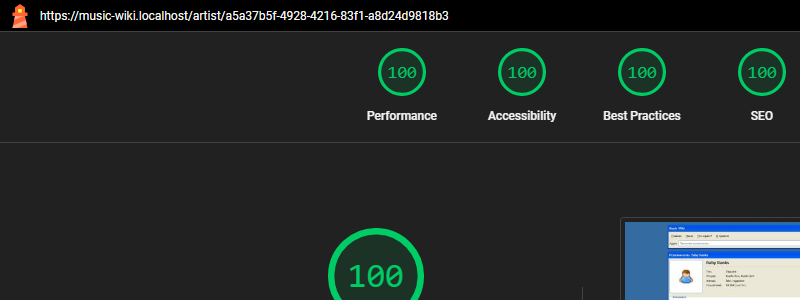 https://music-wiki.localhost/artist/a5a37b5f-4928-4216-83f1-a8d24d9818b3
100 100 100 100
Performance Accessibility Best Practices SEO
100